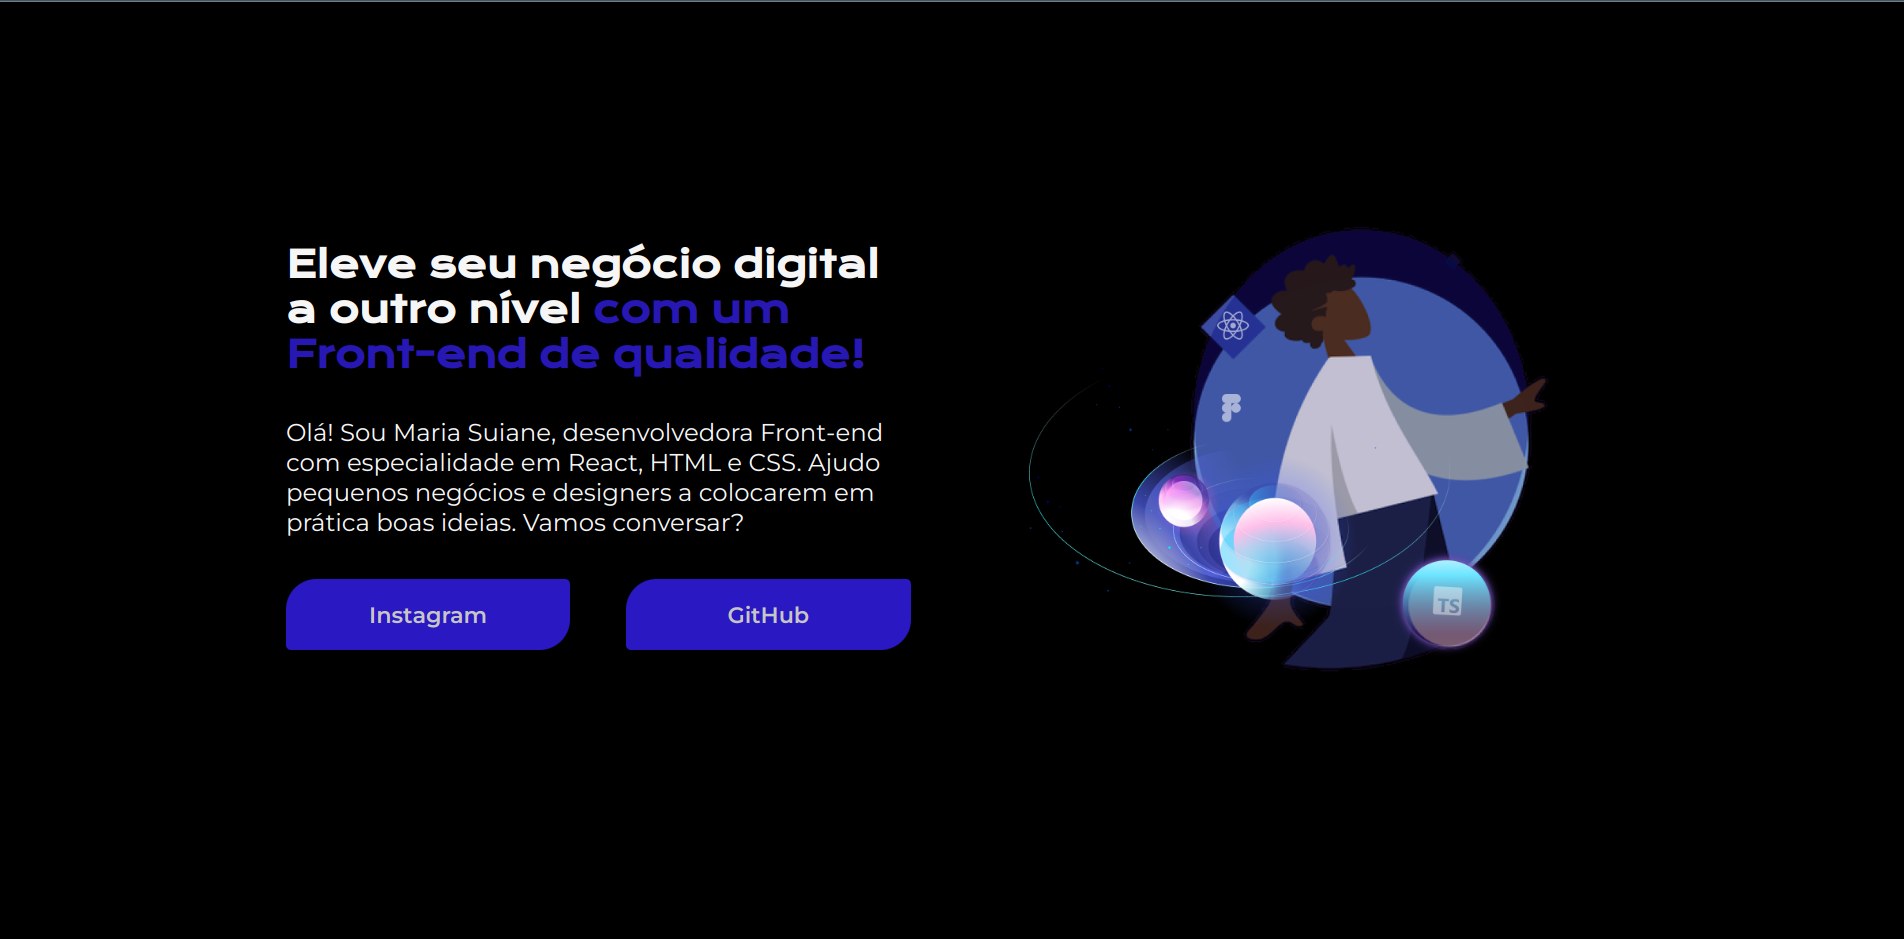 Eleve seu negócio digital
a outro nível com um
Front-end de qualidade!
Olá! Sou Maria Suiane, desenvolvedora Front-end
com especialidade em React, HTML e CSS. Ajudo
pequenos negócios e designers a colocarem em
prática boas ideias. Vamos conversar?
Instagram
GitHub
TS